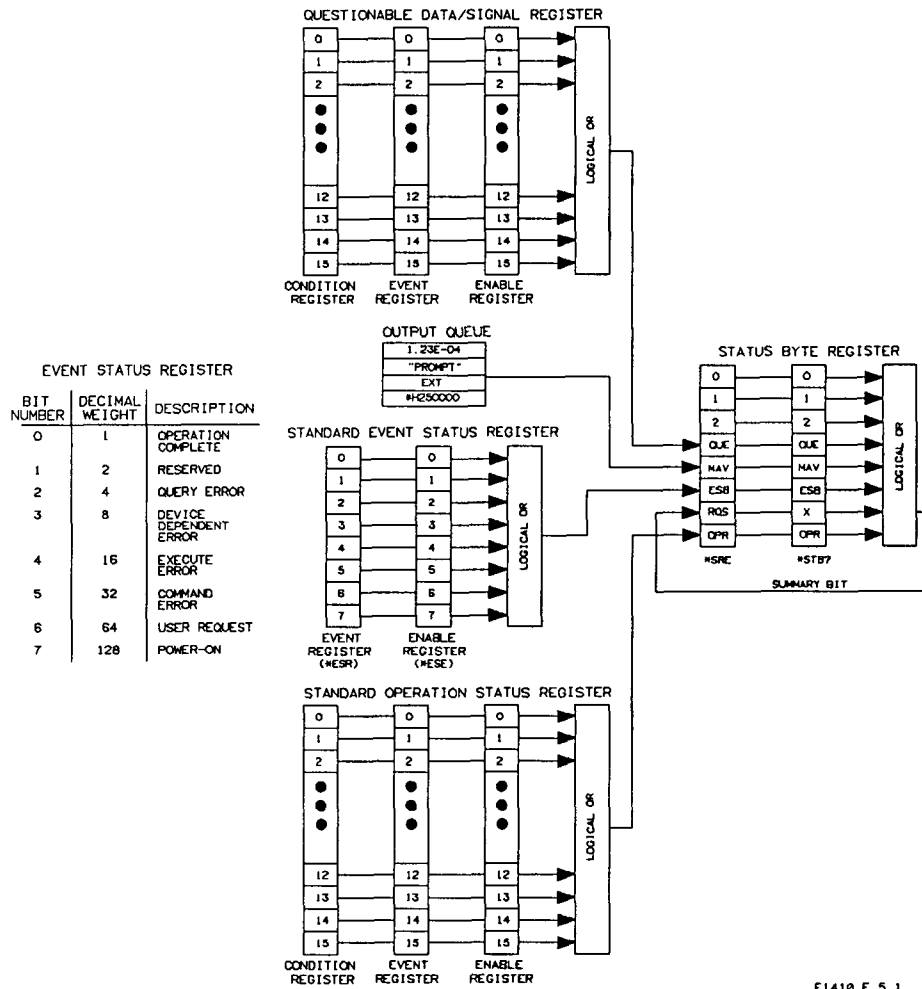 QUESTIONABLE DATA/SIGNAL REGISTER
0 0 0
1 1 1
2 2 2
12 12 12
13 13 13
14 14 14
15 15 15
LOGICAL OR
CONDITION REGISTER
EVENT REGISTER
ENABLE REGISTER
OUTPUT QUEUE
1.23E-04
"PROMPT"
EXT
#H250000
EVENT STATUS REGISTER
BIT NUMBER DECIMAL WEIGHT DESCRIPTION
0 1 OPERATION COMPLETE
1 2 RESERVED
2 4 QUERY ERROR
3 8 DEVICE DEPENDENT ERROR
4 16 EXECUTE ERROR
5 32 COMMAND ERROR
6 64 USER REQUEST
7 128 POWER-ON
STANDARD EVENT STATUS REGISTER
0 0
1 1
2 2
3 3
4 4
5 5
6 6
7 7
LOGICAL OR
EVENT REGISTER (*ESR)
ENABLE REGISTER (*ESE)
STATUS BYTE REGISTER
0 0
1 1
2 2
QUE QUE
MAV MAV
ESB ESB
RQS X
OPR OPR
LOGICAL OR
*SRE *STB?
SUMMARY BIT
STANDARD OPERATION STATUS REGISTER
0 0 0
1 1 1
2 2 2
12 12 12
13 13 13
14 14 14
15 15 15
LOGICAL OR
CONDITION REGISTER
EVENT REGISTER
ENABLE REGISTER
E1410 F.5.1